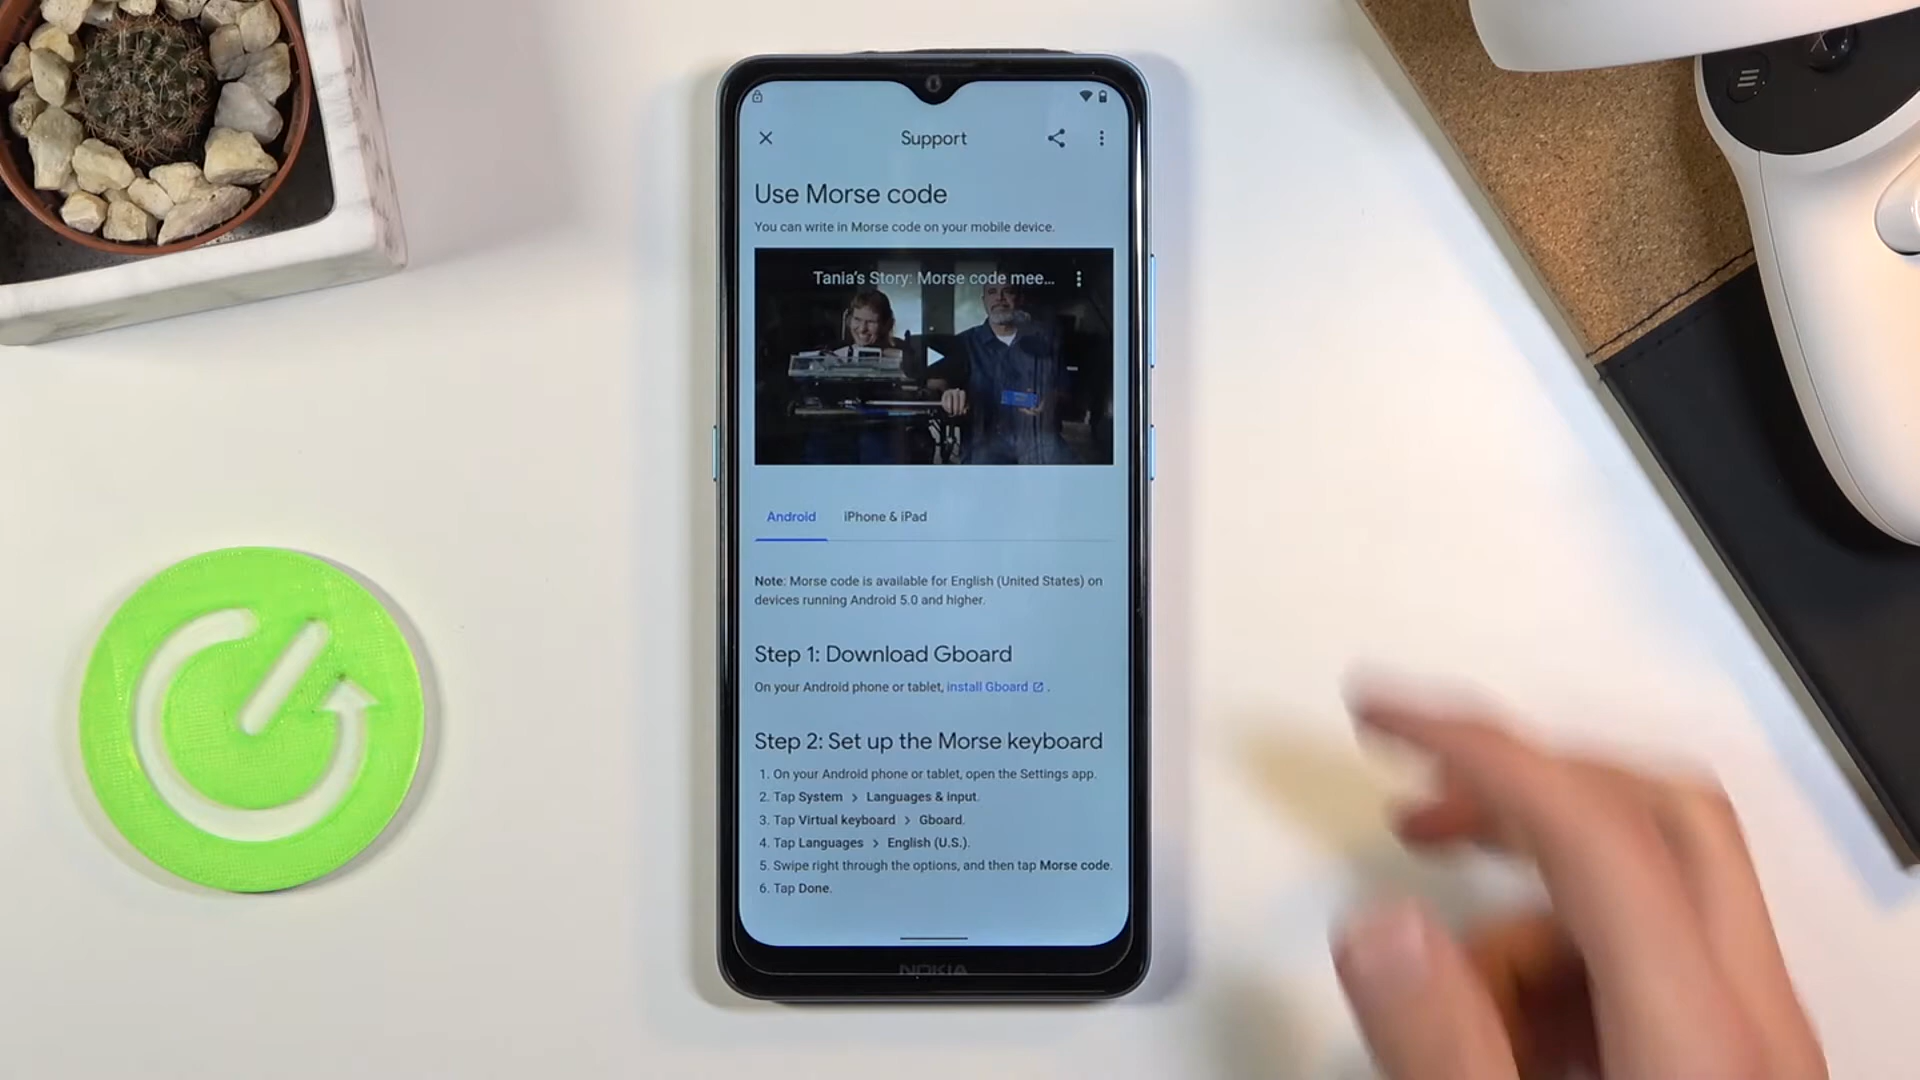 Support
Use Morse code
You can write in Morse code on your mobile device.
Tania's Story: Morse code mee...
Android iPhone & iPad
Note: Morse code is available for English (United States) on
devices running Android 5.0 and higher.
Step 1: Download Gboard
On your Android phone or tablet, install Gboard .
Step 2: Set up the Morse keyboard
1. On your Android phone or tablet, open the Settings app.
2. Tap System > Languages & input.
3. Tap Virtual keyboard > Gboard.
4. Tap Languages > English (U.S.).
5. Swipe right through the options, and then tap Morse code.
6. Tap Done.
NOKIA